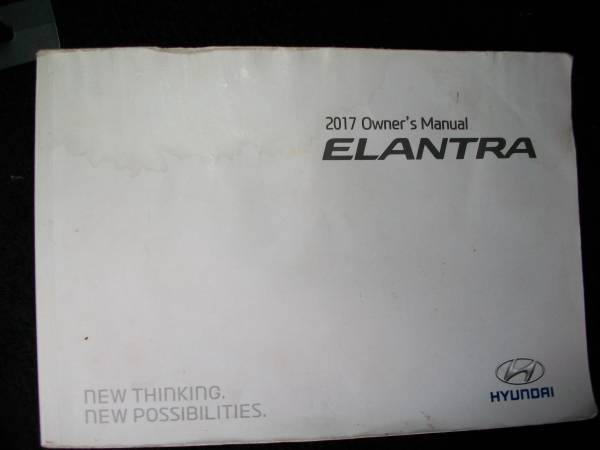 2017 Owner's Manual
ELANTRA
NEW THINKING.
NEW POSSIBILITIES.
HYUNDAI